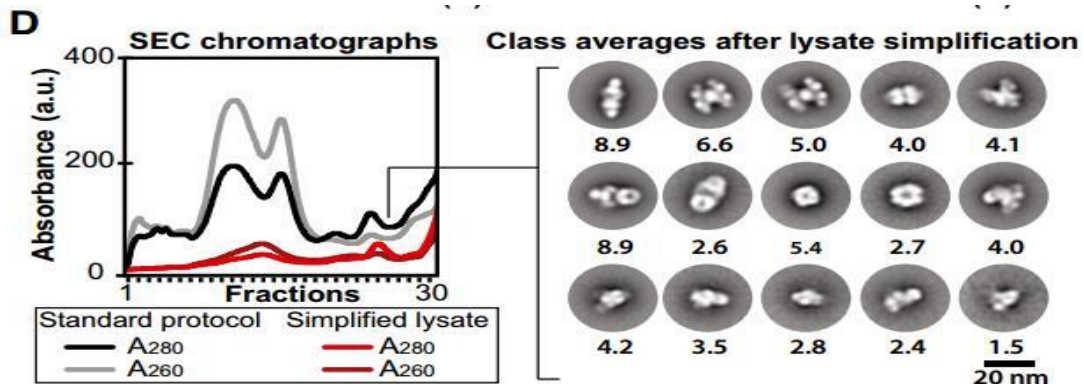 D
SEC chromatographs
Class averages after lysate simplification
Absorbance (a.u.)
400
200
0
1
Fractions
30
Standard protocol Simplified lysate
A280 A280
A260 A260
8.9 6.6 5.0 4.0 4.1
8.9 2.6 5.4 2.7 4.0
4.2 3.5 2.8 2.4 1.5
20 nm